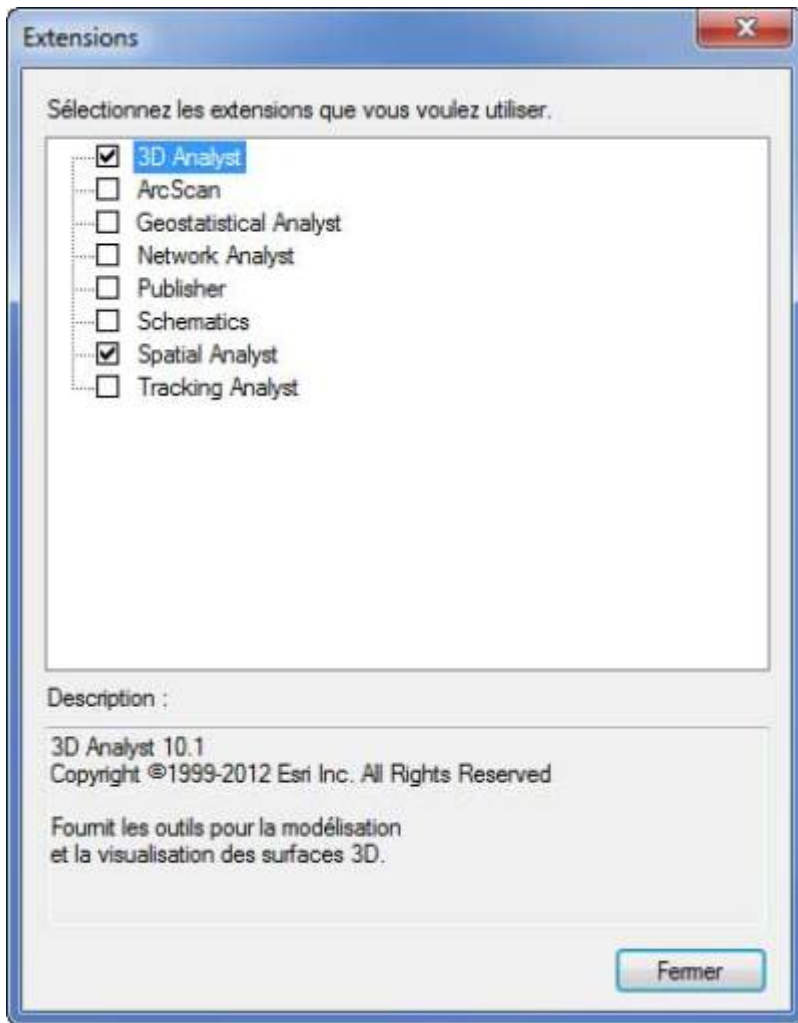 Extensions
Sélectionnez les extensions que vous voulez utiliser.
3D Analyst
ArcScan
Geostatistical Analyst
Network Analyst
Publisher
Schematics
Spatial Analyst
Tracking Analyst
Description :
3D Analyst 10.1
Copyright ©1999-2012 Esri Inc. All Rights Reserved
Fournit les outils pour la modélisation
et la visualisation des surfaces 3D.
Fermer